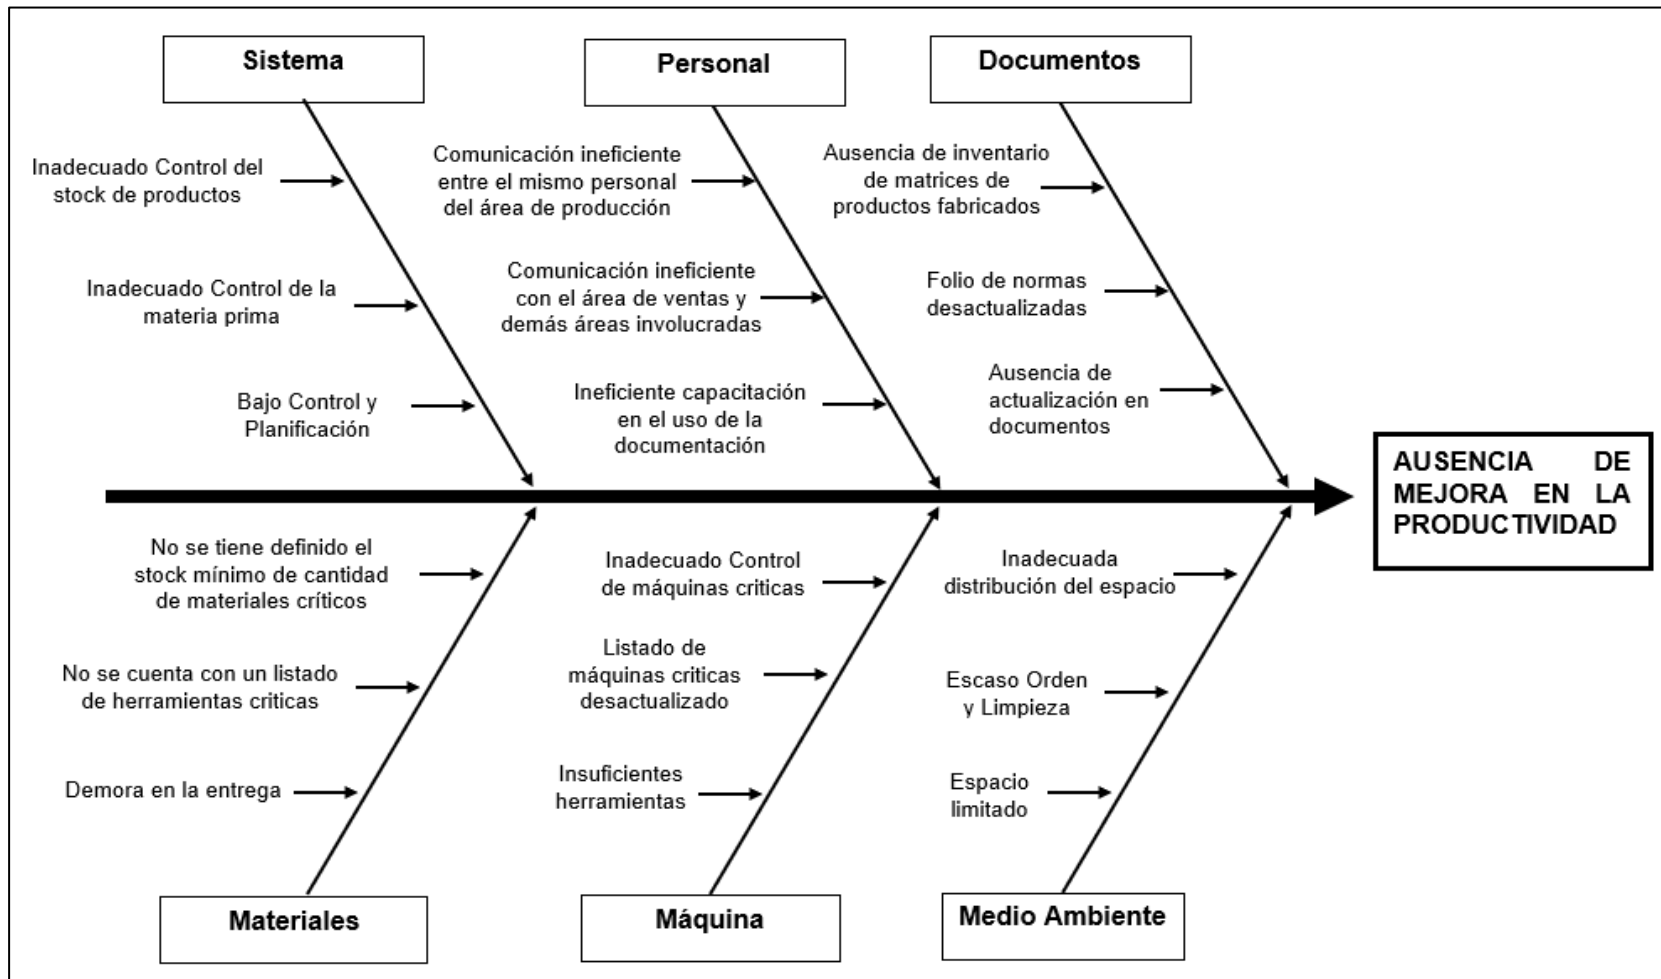 Sistema
Personal
Documentos
Inadecuado Control del
stock de productos
Inadecuado Control de la
materia prima
Bajo Control y
Planificación
Comunicación ineficiente
entre el mismo personal
del área de producción
Comunicación ineficiente
con el área de ventas y
demás áreas involucradas
Ineficiente capacitación
en el uso de la
documentación
Ausencia de inventario
de matrices de
productos fabricados
Folio de normas
desactualizadas
Ausencia de
actualización en
documentos
AUSENCIA DE
MEJORA EN LA
PRODUCTIVIDAD
No se tiene definido el
stock mínimo de cantidad
de materiales críticos
No se cuenta con un listado
de herramientas criticas
Demora en la entrega
Inadecuado Control
de máquinas criticas
Listado de
máquinas criticas
desactualizado
Insuficientes
herramientas
Inadecuada
distribución del espacio
Escaso Orden
y Limpieza
Espacio
limitado
Materiales
Máquina
Medio Ambiente